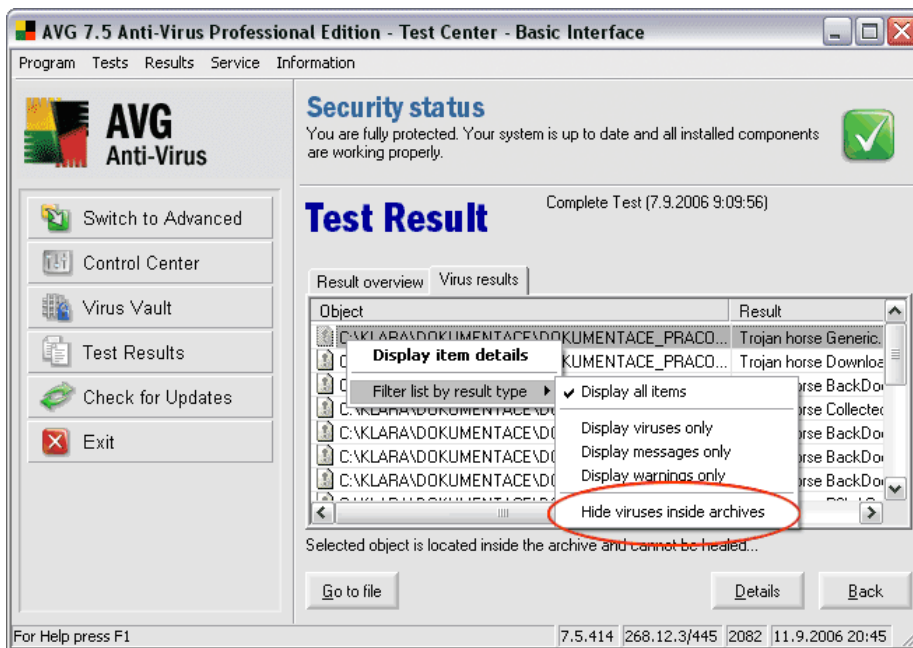 AVG 7.5 Anti-Virus Professional Edition - Test Center - Basic Interface
Program Tests Results Service Information
AVG
Anti-Virus
Switch to Advanced
Control Center
Virus Vault
Test Results
Check for Updates
Exit
Security status
You are fully protected. Your system is up to date and all installed components
are working properly.
Test Result
Complete Test (7.9.2006 9:09:56)
Result overview Virus results
Object Result
C:\KLARA\DOKUMENTACE\DOKUMENTACE_PRACO... Trojan horse Generic.
KUMENTACE_PRACO... Trojan horse Downloa
Display item details
Filter list by result type
Display all items
Display viruses only
Display messages only
Display warnings only
Hide viruses inside archives
rse BackDo
C:\KLARA\DOKUMENTACE\DO rse Collected
C:\KLARA\DOKUMENTACE\DO rse BackDo
C:\KLARA\DOKUMENTACE\DO rse BackDo
C:\KLARA\DOKUMENTACE\DO rse BackDo
Selected object is located inside the archive and cannot be healed...
Go to file Details Back
For Help press F1 7.5.414 268.12.3/445 2082 11.9.2006 20:45